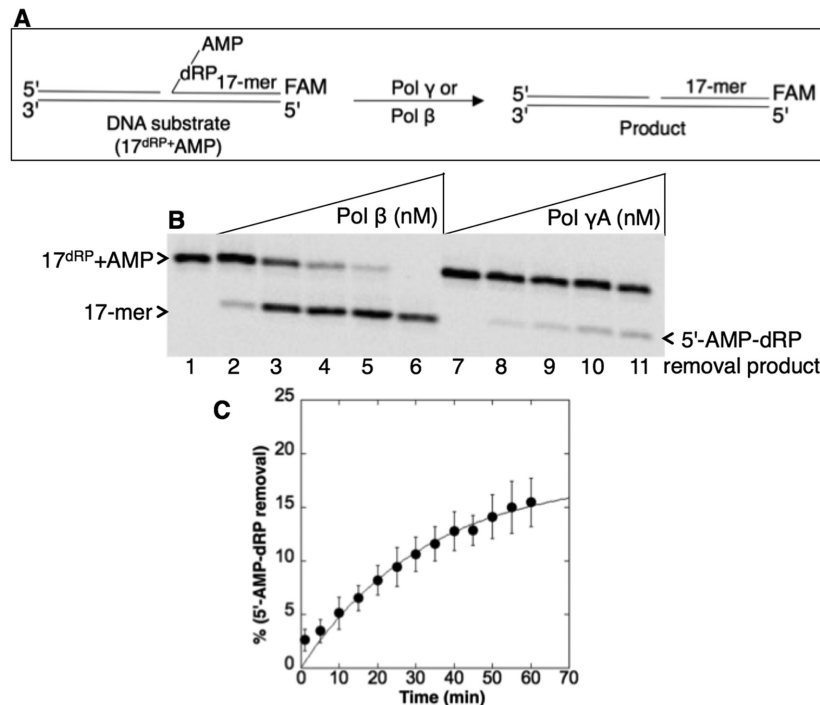 A
AMP
dRP 17-mer FAM
5'
3' 5'
DNA substrate
(17dRP+AMP)
Pol γ or
Pol β
17-mer FAM
5'
3' 5'
Product
B
Pol β (nM) Pol γA (nM)
17dRP+AMP>
17-mer >
< 5'-AMP-dRP
removal product
1 2 3 4 5 6 7 8 9 10 11
C
% (5'-AMP-dRP removal)
25
20
15
10
5
0
0 10 20 30 40 50 60 70
Time (min)